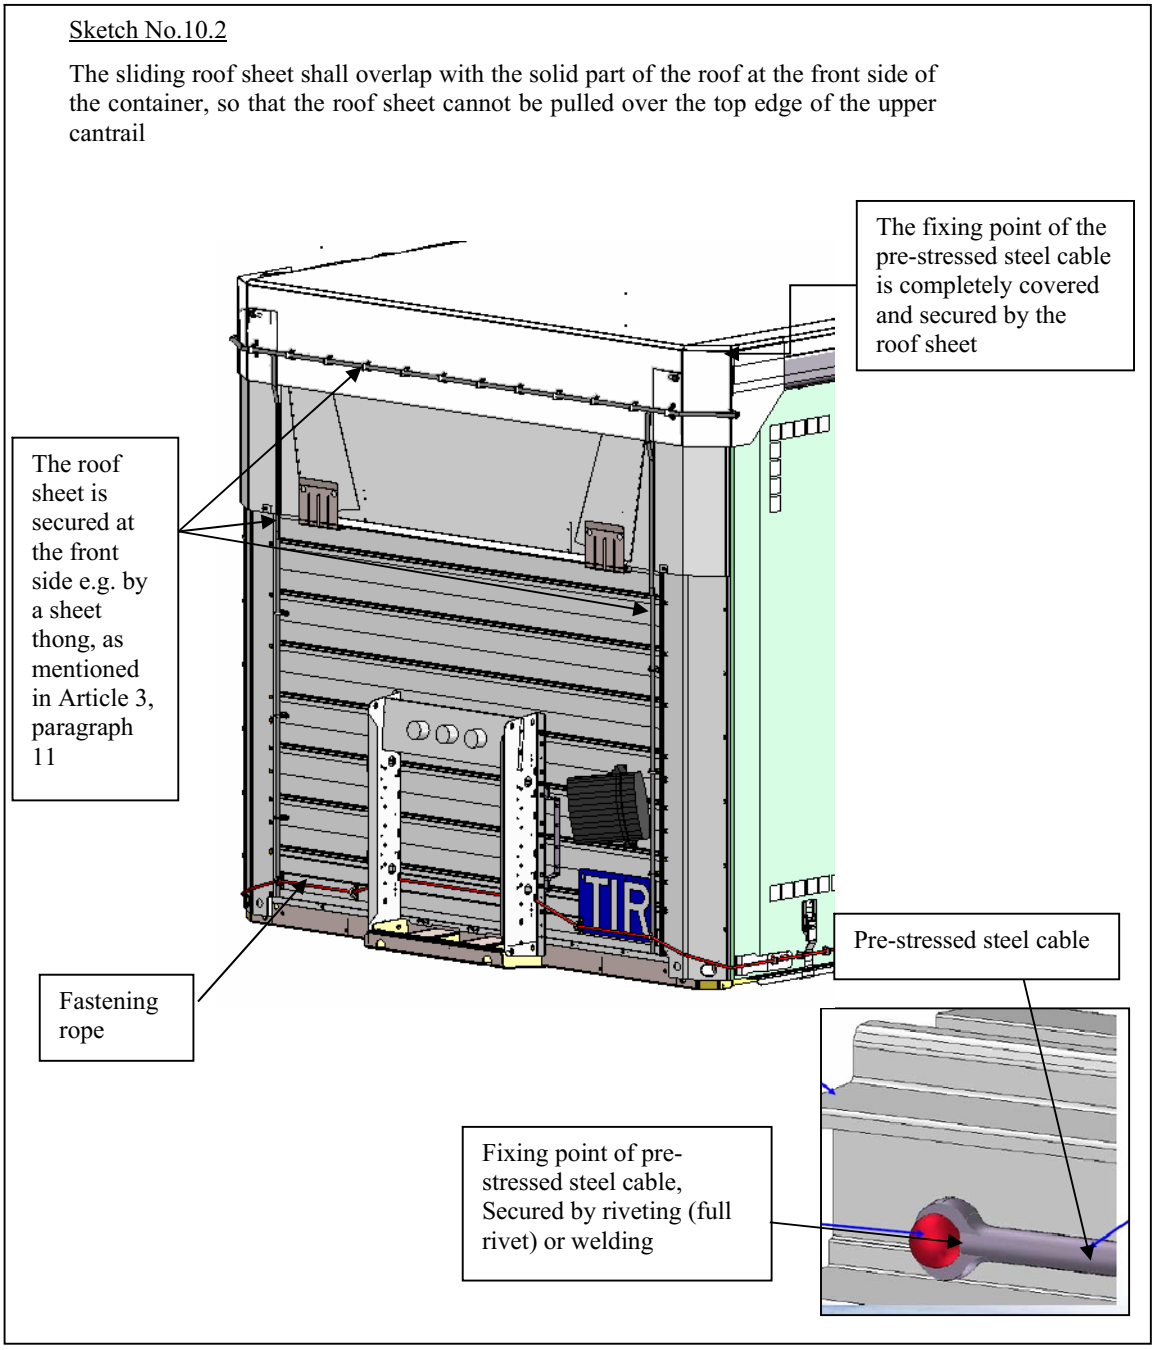 Sketch No.10.2
The sliding roof sheet shall overlap with the solid part of the roof at the front side of
the container, so that the roof sheet cannot be pulled over the top edge of the upper
cantrail
The fixing point of the
pre-stressed steel cable
is completely covered
and secured by the
roof sheet
The roof
sheet is
secured at
the front
side e.g. by
a sheet
thong, as
mentioned
in Article 3,
paragraph
11
TIR
Pre-stressed steel cable
Fastening
rope
Fixing point of pre-
stressed steel cable,
Secured by riveting (full
rivet) or welding